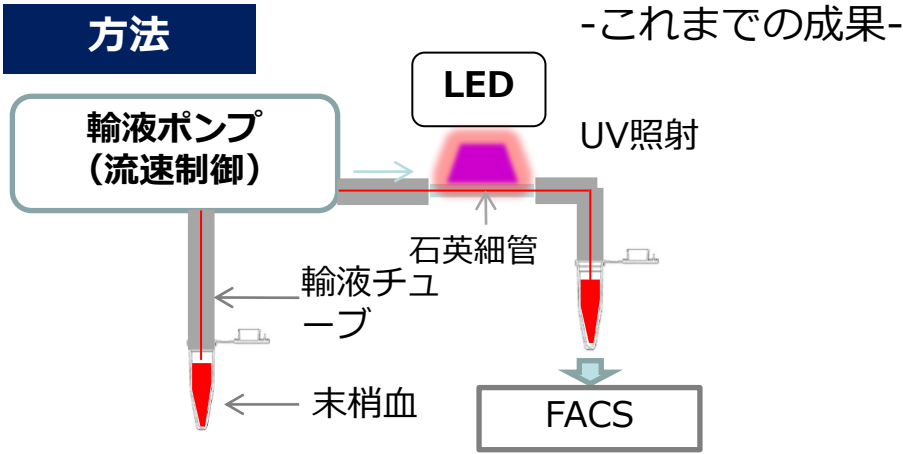 方法
-これまでの成果-
LED
輸液ポンプ
(流速制御)
UV照射
石英細管
輸液チュ
ーブ
末梢血
FACS